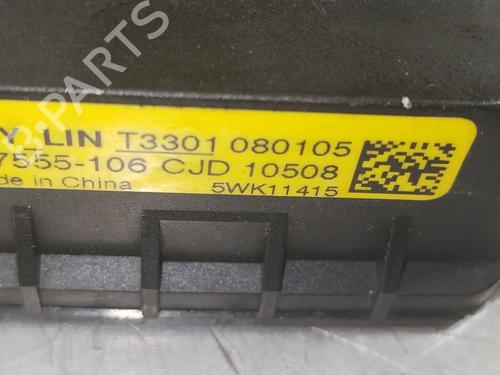 LIN T3301 080105
7555-106 CJD 10508
de in China 5WK11415
PARTS